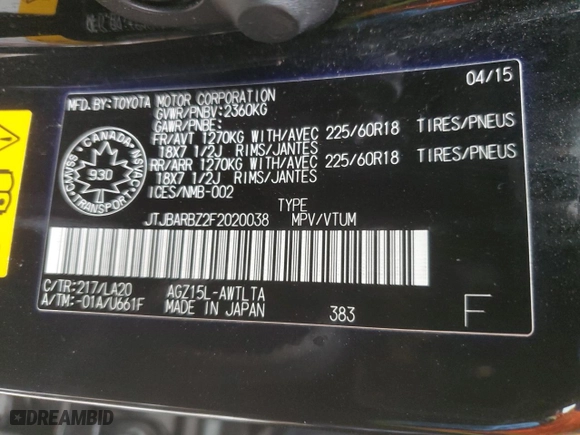 04/15
MFD.BY:TOYOTA MOTOR CORPORATION
GVWR/PNBV:2360KG
GAWR/PNBE:
FR/AVT 1270KG WITH/AVEC 225/60R18 TIRES/PNEUS
18X7 1/2J RIMS/JANTES
RR/ARR 1270KG WITH/AVEC 225/60R18 TIRES/PNEUS
18X7 1/2J RIMS/JANTES
ICES/NMB-002
CANADA
NSVAC
930
TRANSPORT
SVMAC
TYPE
JTJBARBZ2F2020038 MPV/VTUM
C/TR:217/LA20 AGZ15L-AWTLTA
A/TM:-01A/U661F MADE IN JAPAN
383
F
DREAMBID